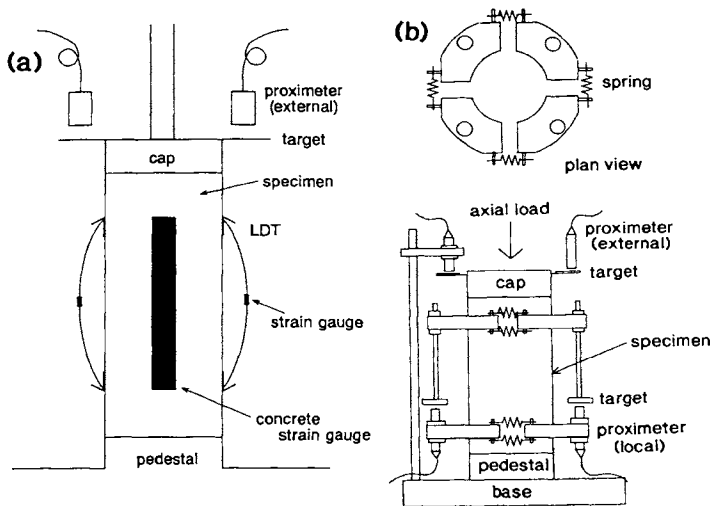 (a)
proximeter
(external)
target
cap
specimen
LDT
strain gauge
concrete
strain gauge
pedestal
(b)
spring
plan view
axial load
proximeter
(external)
target
cap
specimen
target
proximeter
(local)
pedestal
base